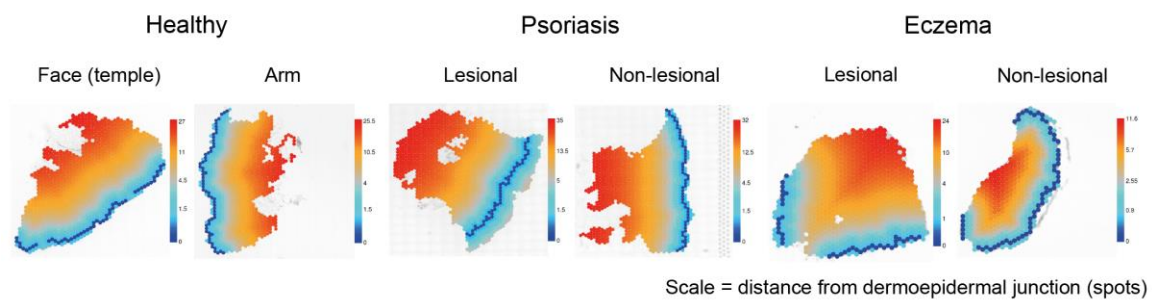 Healthy Psoriasis Eczema
Face (temple) Arm Lesional Non-lesional Lesional Non-lesional
27 25.5 35 32 24 11.6
11 11 13.5 12.5 10 5
4.5 4.5 5 4.5 4 2.55
1.5 1.5 1.5 1 1 0.9
0 0 0 0 0 0
Scale = distance from dermoepidermal junction (spots)